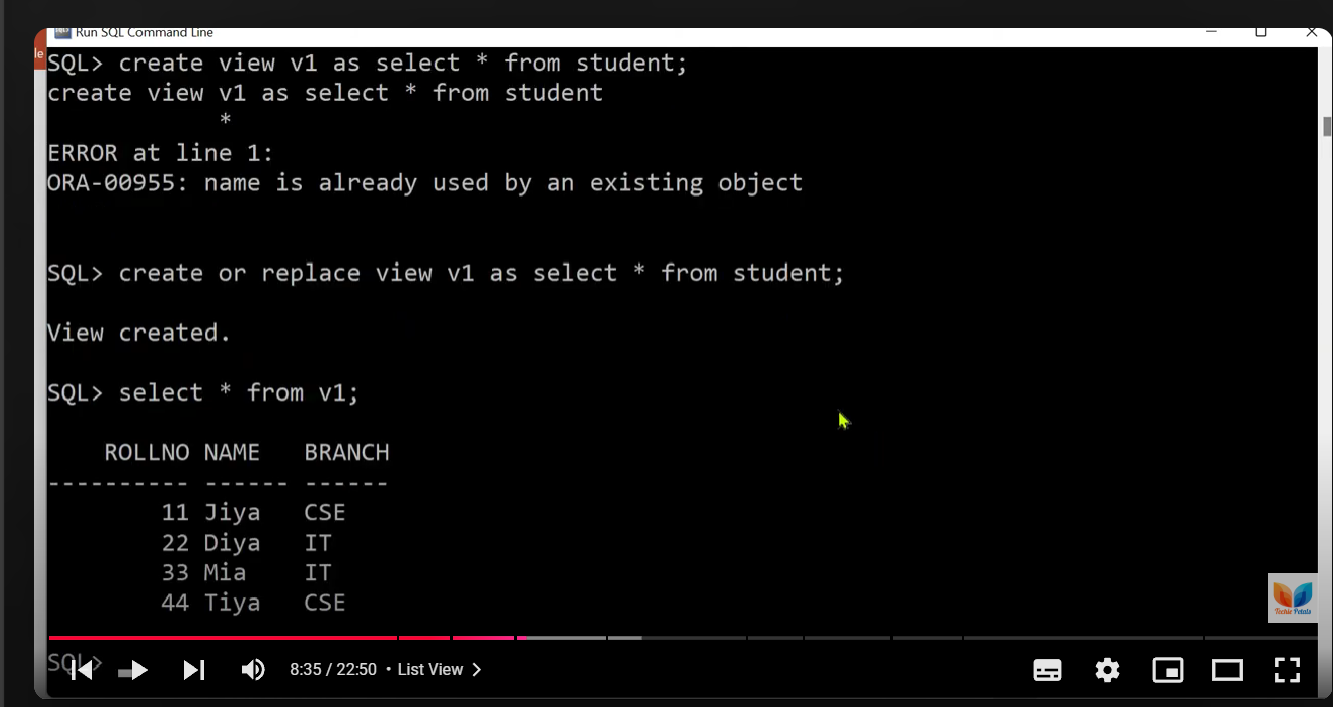 Run SQL Command Line
le
SQL> create view v1 as select * from student;
create view v1 as select * from student
*
ERROR at line 1:
ORA-00955: name is already used by an existing object
SQL> create or replace view v1 as select * from student;
View created.
SQL> select * from v1;
ROLLNO NAME BRANCH
---------- ------ ------
11 Jiya CSE
22 Diya IT
33 Mia IT
44 Tiya CSE
Techie Petals
SQL>
8:35 / 22:50 • List View >